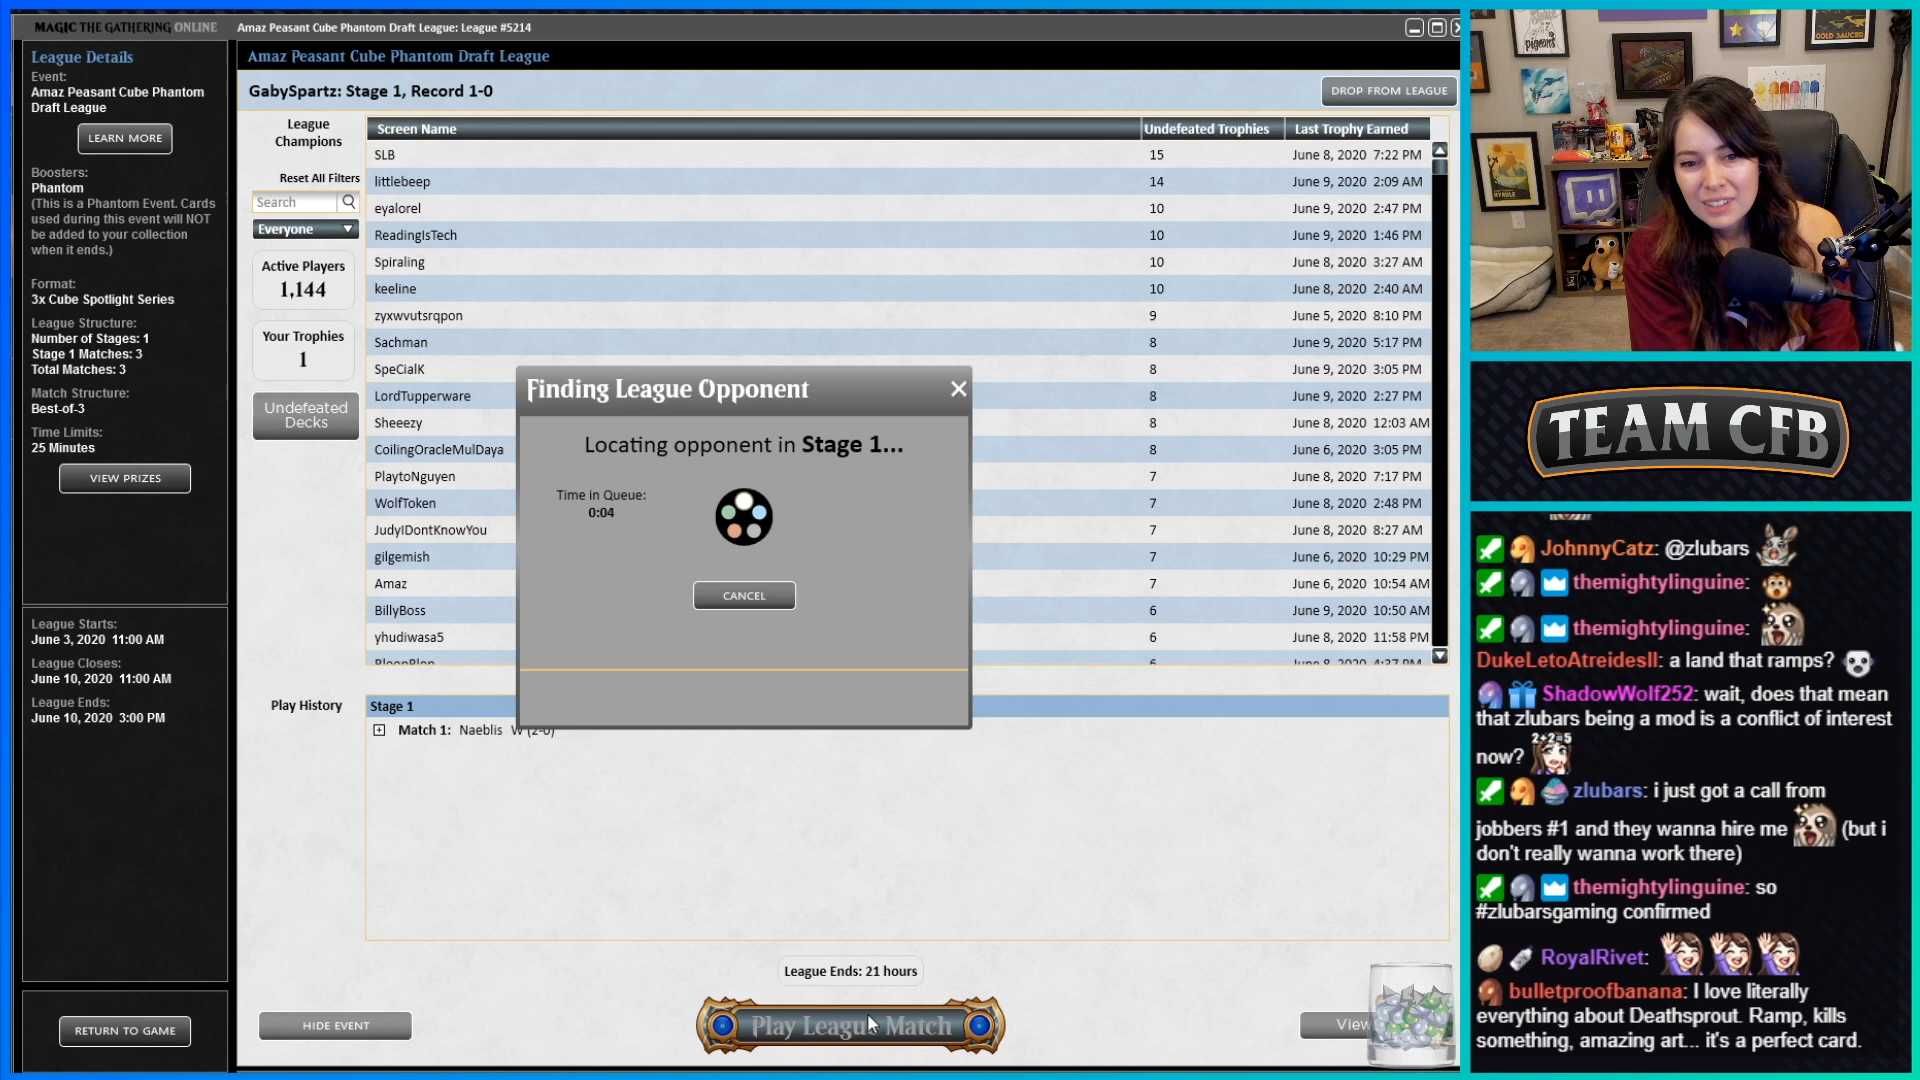 MAGIC THE GATHERING ONLINE
Amaz Peasant Cube Phantom Draft League: League #5214
League Details
Event:
Amaz Peasant Cube Phantom
Draft League
LEARN MORE
Boosters:
Phantom
(This is a Phantom Event. Cards
used during this event will NOT
be added to your collection
when it ends.)
Format:
3x Cube Spotlight Series
League Structure:
Number of Stages: 1
Stage 1 Matches: 3
Total Matches: 3
Match Structure:
Best-of-3
Time Limits:
25 Minutes
VIEW PRIZES
League Starts:
June 3, 2020 11:00 AM
League Closes:
June 10, 2020 11:00 AM
League Ends:
June 10, 2020 3:00 PM
RETURN TO GAME
Amaz Peasant Cube Phantom Draft League
GabySpartz: Stage 1, Record 1-0
DROP FROM LEAGUE
League
Champions
Reset All Filters
Search
Everyone
Active Players
1,144
Your Trophies
1
Undefeated
Decks
Screen Name Undefeated Trophies Last Trophy Earned
SLB 15 June 8, 2020 7:22 PM
littlebeep 14 June 9, 2020 2:09 AM
eyalorel 10 June 9, 2020 2:47 PM
ReadingIsTech 10 June 9, 2020 1:46 PM
Spiraling 10 June 8, 2020 3:27 AM
keeline 10 June 8, 2020 2:40 AM
zyxwvutsrqpon 9 June 5, 2020 8:10 PM
Sachman 8 June 9, 2020 5:17 PM
SpeCialK 8 June 9, 2020 3:05 PM
LordTupperware 8 June 9, 2020 2:27 PM
Sheeezy 8 June 8, 2020 12:03 AM
CoilingOracleMulDaya 8 June 6, 2020 3:05 PM
PlaytoNguyen 7 June 8, 2020 7:17 PM
WolfToken 7 June 8, 2020 2:48 PM
JudyIDontKnowYou 7 June 8, 2020 8:27 AM
gilgemish 7 June 6, 2020 10:29 PM
Amaz 7 June 6, 2020 10:54 AM
BillyBoss 6 June 9, 2020 10:50 AM
yhudiwasa5 6 June 8, 2020 11:58 PM
BloopBlop 6 June 8, 2020 4:37 PM
Finding League Opponent
Locating opponent in Stage 1...
Time in Queue:
0:04
CANCEL
Play History
Stage 1
Match 1: Naeblis W (2-0)
League Ends: 21 hours
HIDE EVENT
Play League Match
View
pigeons
GOLD SAUCER
HYRULE
TEAM CFB
JohnnyCatz: @zlubars
themightylinguine:
themightylinguine:
DukeLetoAtreidesII: a land that ramps?
ShadowWolf252: wait, does that mean
that zlubars being a mod is a conflict of interest
now? 2+2=5
zlubars: i just got a call from
jobbers #1 and they wanna hire me (but i
don't really wanna work there)
themightylinguine: so
#zlubarsgaming confirmed
RoyalRivet:
bulletproofbanana: I love literally
everything about Deathsprout. Ramp, kills
something, amazing art... it's a perfect card.